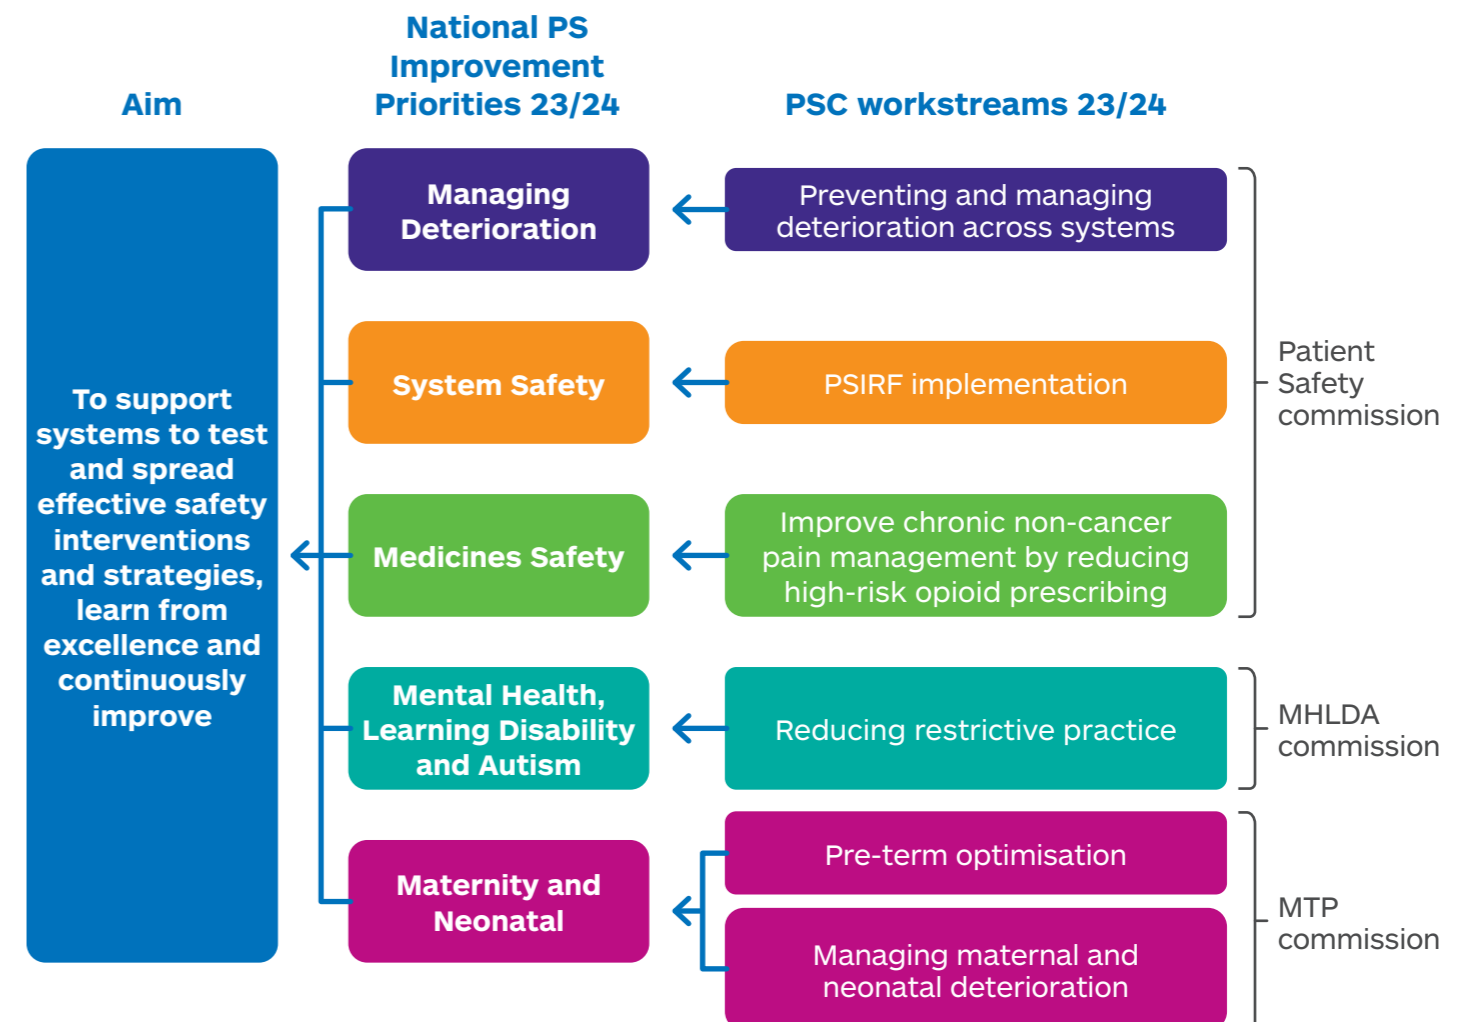 Aim
National PS
Improvement
Priorities 23/24
PSC workstreams 23/24
To support
systems to test
and spread
effective safety
interventions
and strategies,
learn from
excellence and
continuously
improve
Managing
Deterioration
Preventing and managing
deterioration across systems
System Safety
PSIRF implementation
Medicines Safety
Improve chronic non-cancer
pain management by reducing
high-risk opioid prescribing
Patient
Safety
commission
Mental Health,
Learning Disability
and Autism
Reducing restrictive practice
MHLDA
commission
Maternity and
Neonatal
Pre-term optimisation
Managing maternal and
neonatal deterioration
MTP
commission